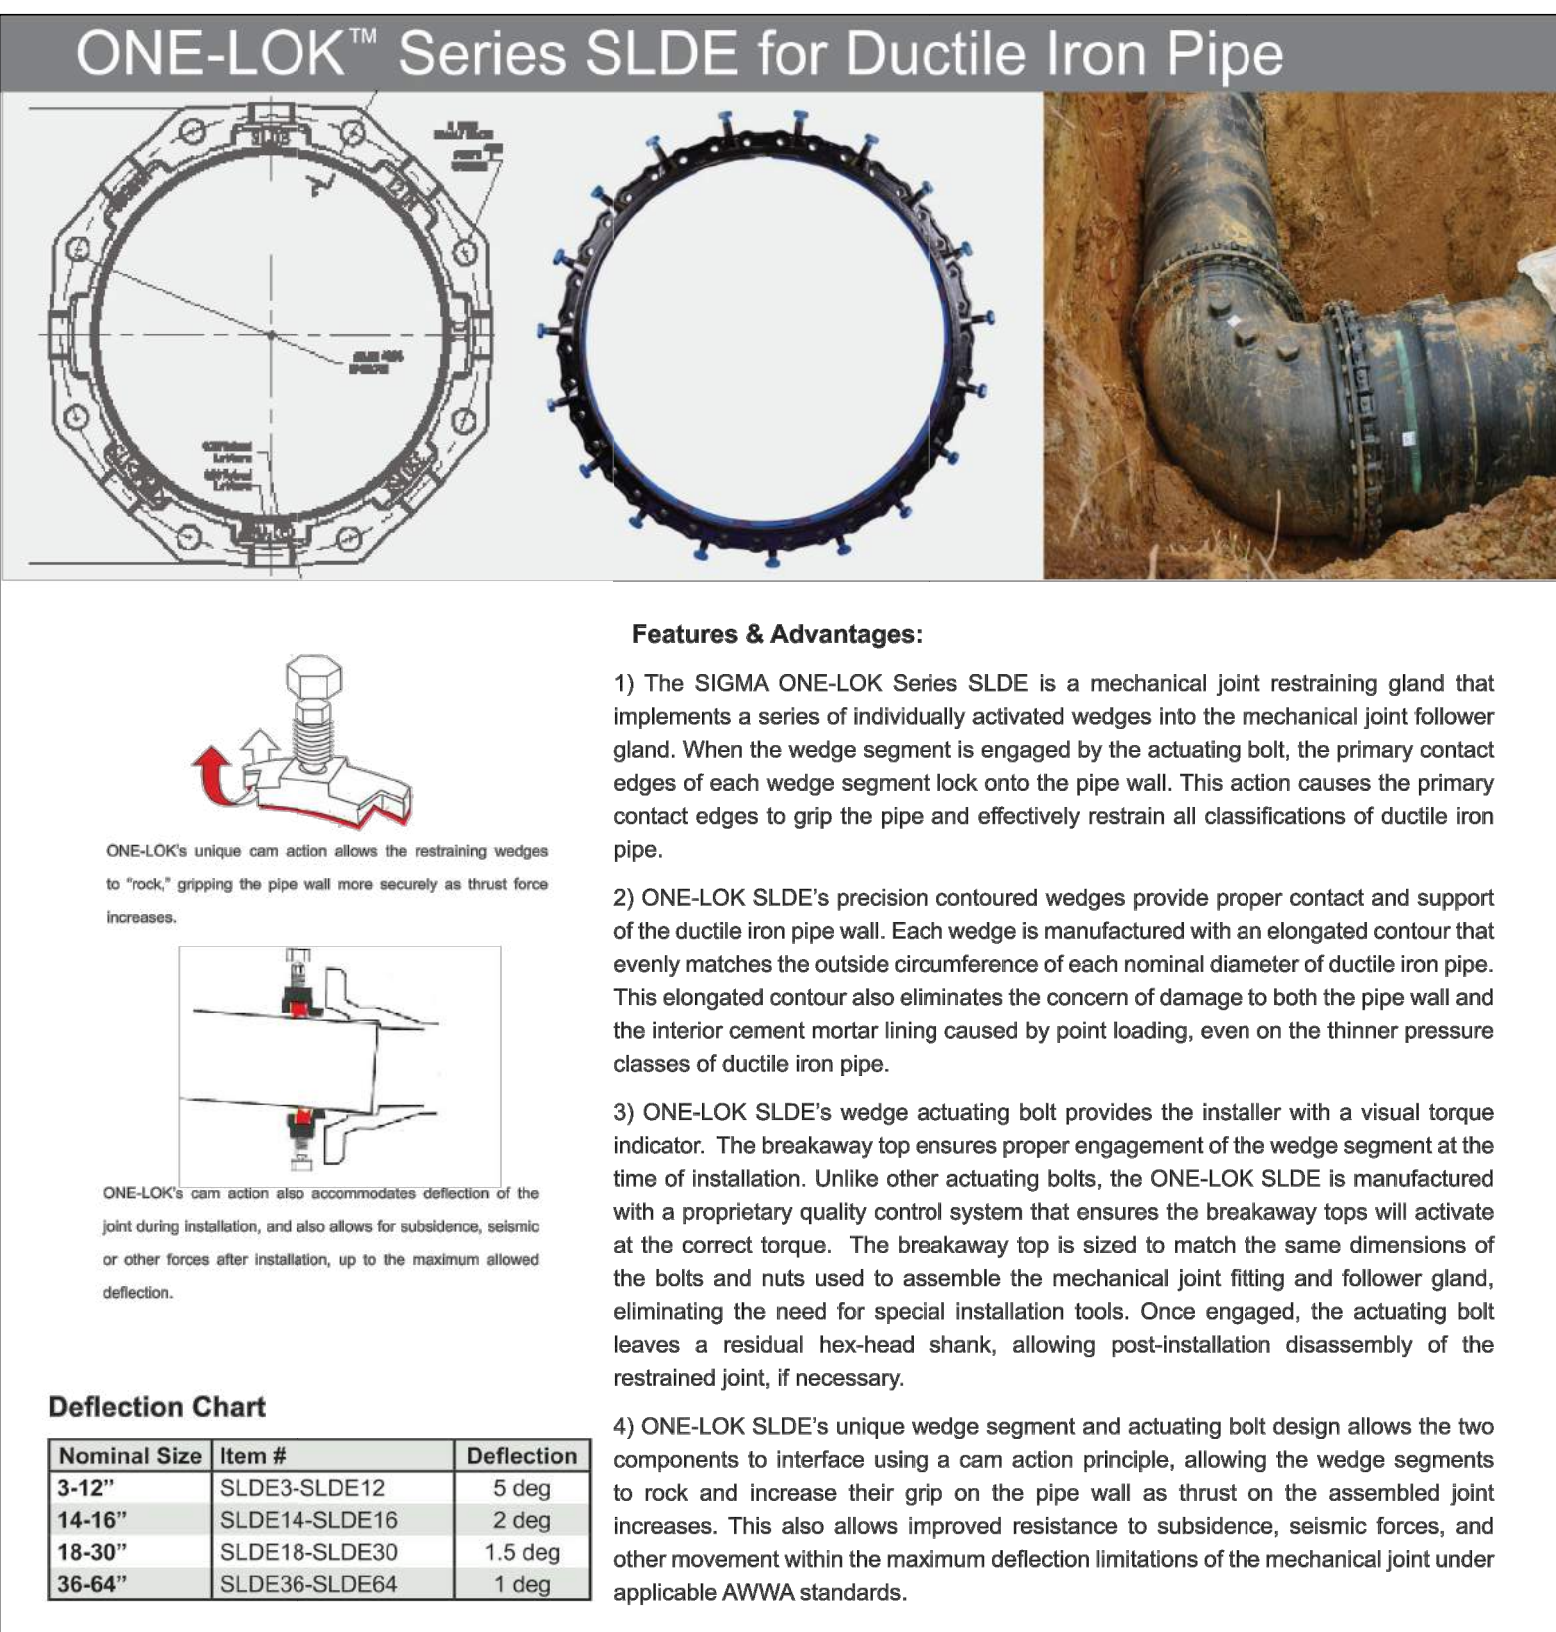 ONE-LOK™ Series SLDE for Ductile Iron Pipe
Features & Advantages:
1) The SIGMA ONE-LOK Series SLDE is a mechanical joint restraining gland that
implements a series of individually activated wedges into the mechanical joint follower
gland. When the wedge segment is engaged by the actuating bolt, the primary contact
edges of each wedge segment lock onto the pipe wall. This action causes the primary
contact edges to grip the pipe and effectively restrain all classifications of ductile iron
pipe.
2) ONE-LOK SLDE’s precision contoured wedges provide proper contact and support
of the ductile iron pipe wall. Each wedge is manufactured with an elongated contour that
evenly matches the outside circumference of each nominal diameter of ductile iron pipe.
This elongated contour also eliminates the concern of damage to both the pipe wall and
the interior cement mortar lining caused by point loading, even on the thinner pressure
classes of ductile iron pipe.
3) ONE-LOK SLDE’s wedge actuating bolt provides the installer with a visual torque
indicator. The breakaway top ensures proper engagement of the wedge segment at the
time of installation. Unlike other actuating bolts, the ONE-LOK SLDE is manufactured
with a proprietary quality control system that ensures the breakaway tops will activate
at the correct torque. The breakaway top is sized to match the same dimensions of
the bolts and nuts used to assemble the mechanical joint fitting and follower gland,
eliminating the need for special installation tools. Once engaged, the actuating bolt
leaves a residual hex-head shank, allowing post-installation disassembly of the
restrained joint, if necessary.
4) ONE-LOK SLDE’s unique wedge segment and actuating bolt design allows the two
components to interface using a cam action principle, allowing the wedge segments
to rock and increase their grip on the pipe wall as thrust on the assembled joint
increases. This also allows improved resistance to subsidence, seismic forces, and
other movement within the maximum deflection limitations of the mechanical joint under
applicable AWWA standards.
ONE-LOK’s unique cam action allows the restraining wedges
to “rock,” gripping the pipe wall more securely as thrust force
increases.
ONE-LOK’s cam action also accommodates deflection of the
joint during installation, and also allows for subsidence, seismic
or other forces after installation, up to the maximum allowed
deflection.
Deflection Chart
Nominal Size Item # Deflection
3-12” SLDE3-SLDE12 5 deg
14-16” SLDE14-SLDE16 2 deg
18-30” SLDE18-SLDE30 1.5 deg
36-64” SLDE36-SLDE64 1 deg